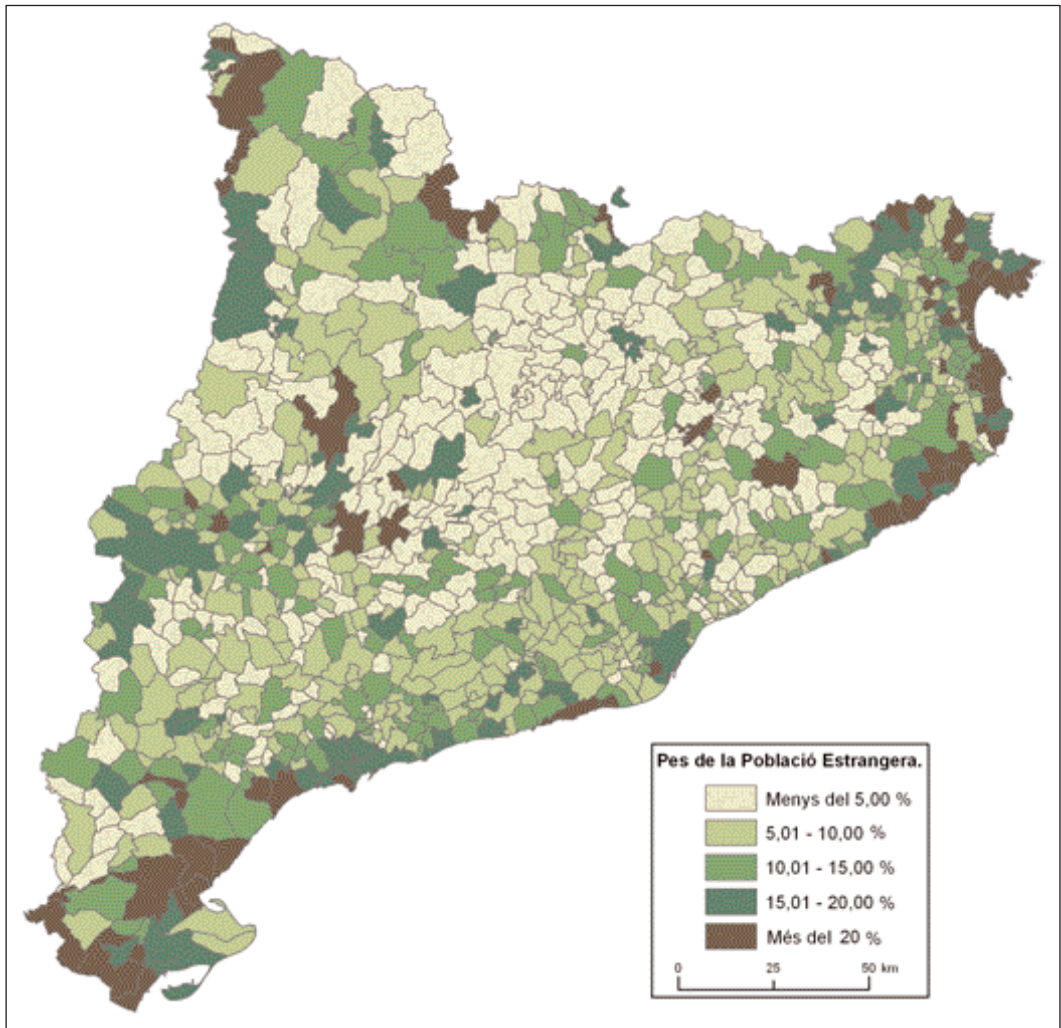 Pes de la Població Estrangera.
Menys del 5,00 %
5,01 - 10,00 %
10,01 - 15,00 %
15,01 - 20,00 %
Més del 20 %
0 25 50 km